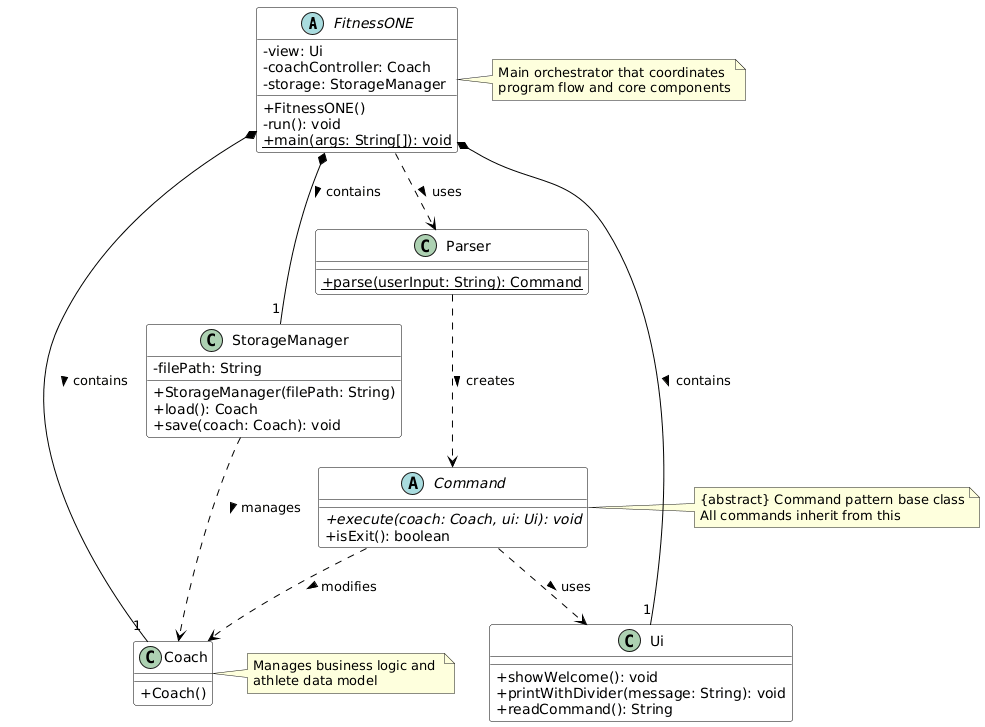 A FitnessONE
-view: Ui
-coachController: Coach
-storage: StorageManager
+FitnessONE()
-run(): void
+main(args: String[]): void
Main orchestrator that coordinates
program flow and core components
contains
uses
C Parser
+parse(userInput: String): Command
1
C StorageManager
-filePath: String
+StorageManager(filePath: String)
+load(): Coach
+save(coach: Coach): void
contains
creates
contains
A Command
+execute(coach: Coach, ui: Ui): void
+isExit(): boolean
{abstract} Command pattern base class
All commands inherit from this
manages
modifies
uses
1
1
C Coach
+Coach()
Manages business logic and
athlete data model
C Ui
+showWelcome(): void
+printWithDivider(message: String): void
+readCommand(): String